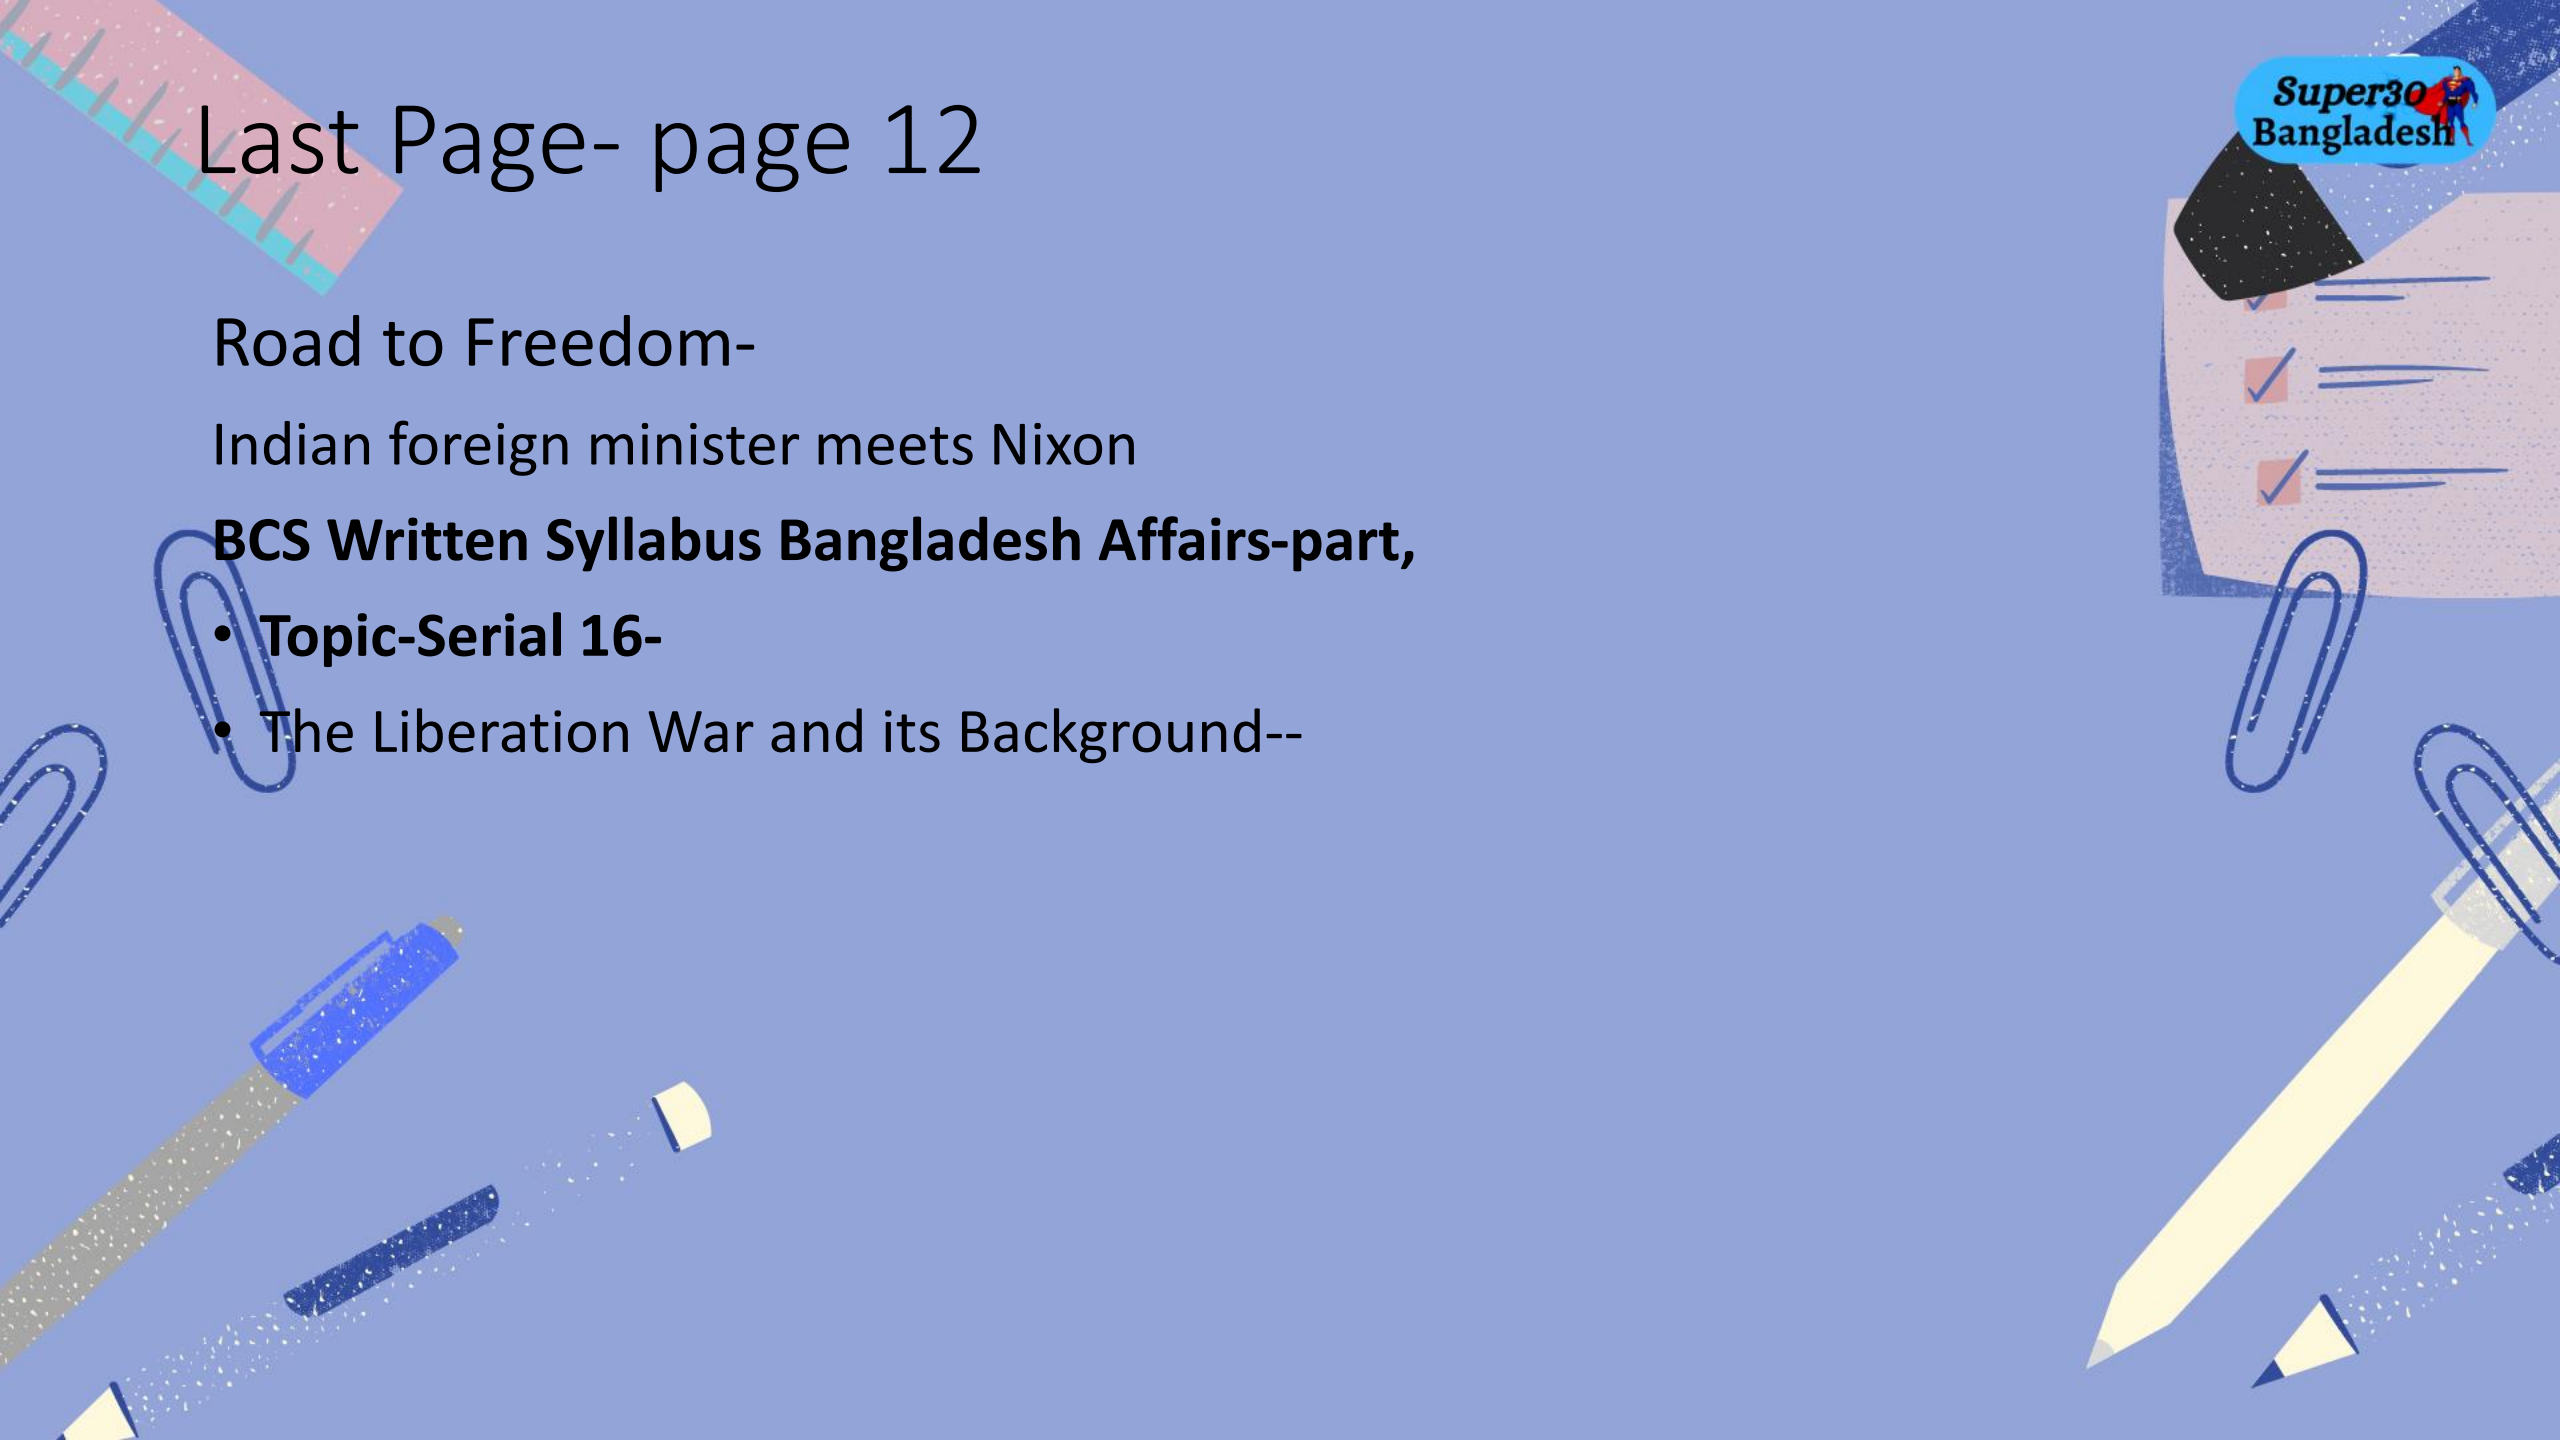 Super30
Bangladesh
Last Page- page 12
Road to Freedom-
Indian foreign minister meets Nixon
BCS Written Syllabus Bangladesh Affairs-part,
• Topic-Serial 16-
• The Liberation War and its Background--